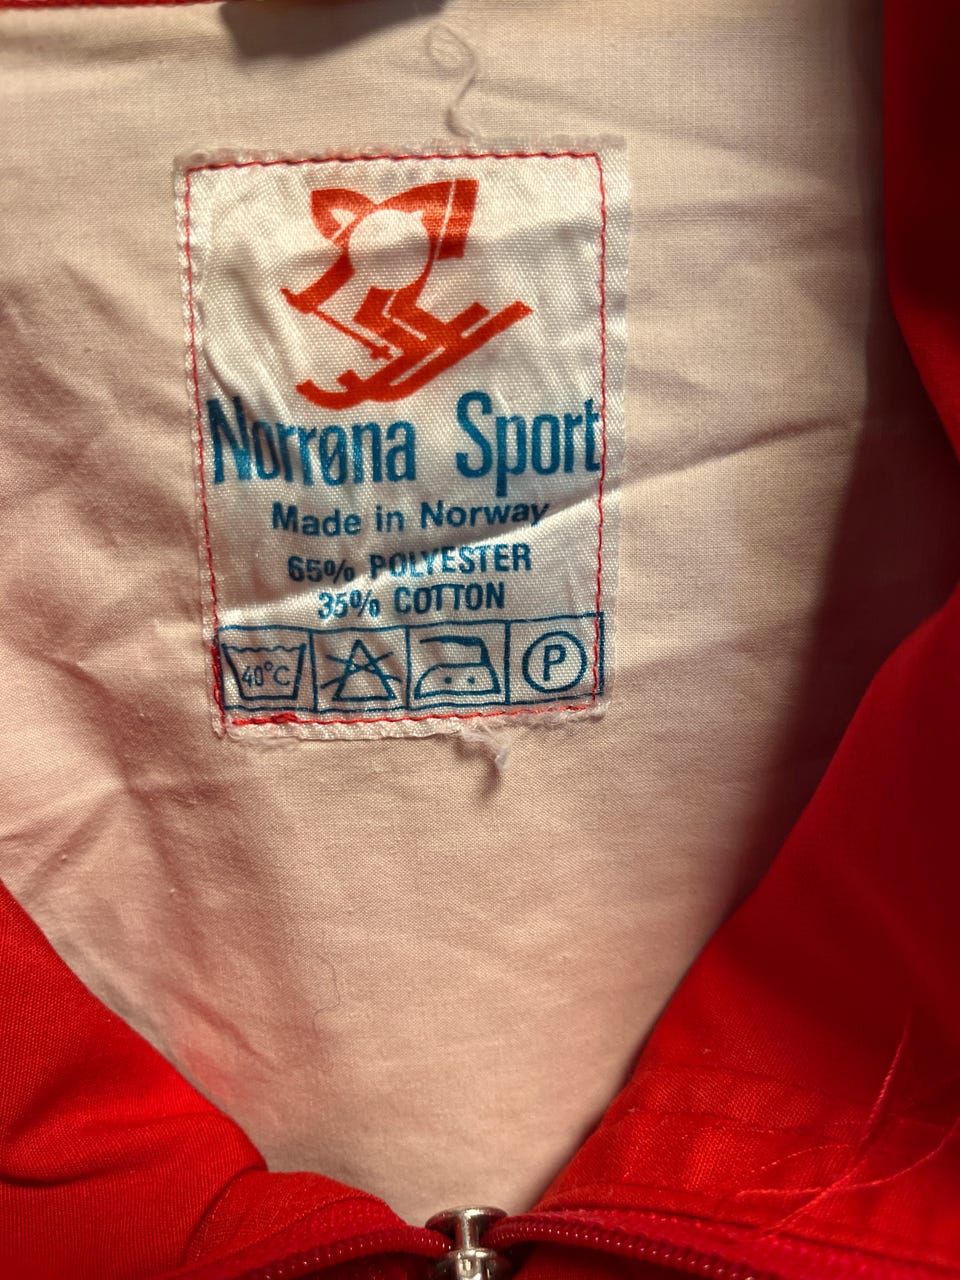 Norrøna Sport
Made in Norway
65% POLYESTER
35% COTTON
40°C P